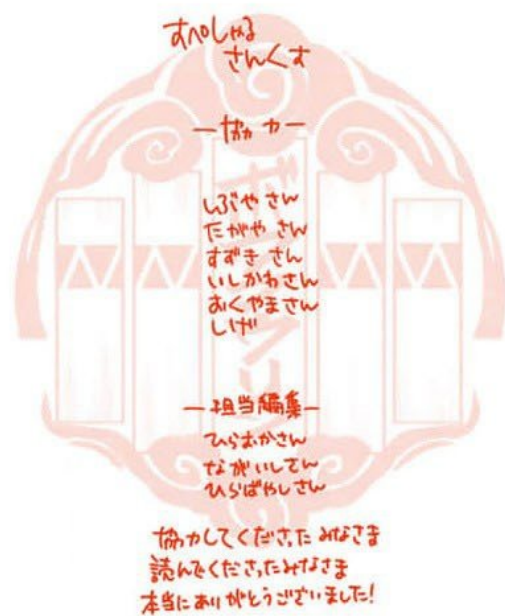 すぺしゃる
さんくす
ー協力ー
しぶや さん
たがや さん
すずき さん
いしかわさん
おくやまさん
しげ
ー担当編集ー
ひらおかさん
ながいしさん
ひらばやしさん
協力してくださったみなさま
読んでくださったみなさま
本当にありがとうございました!